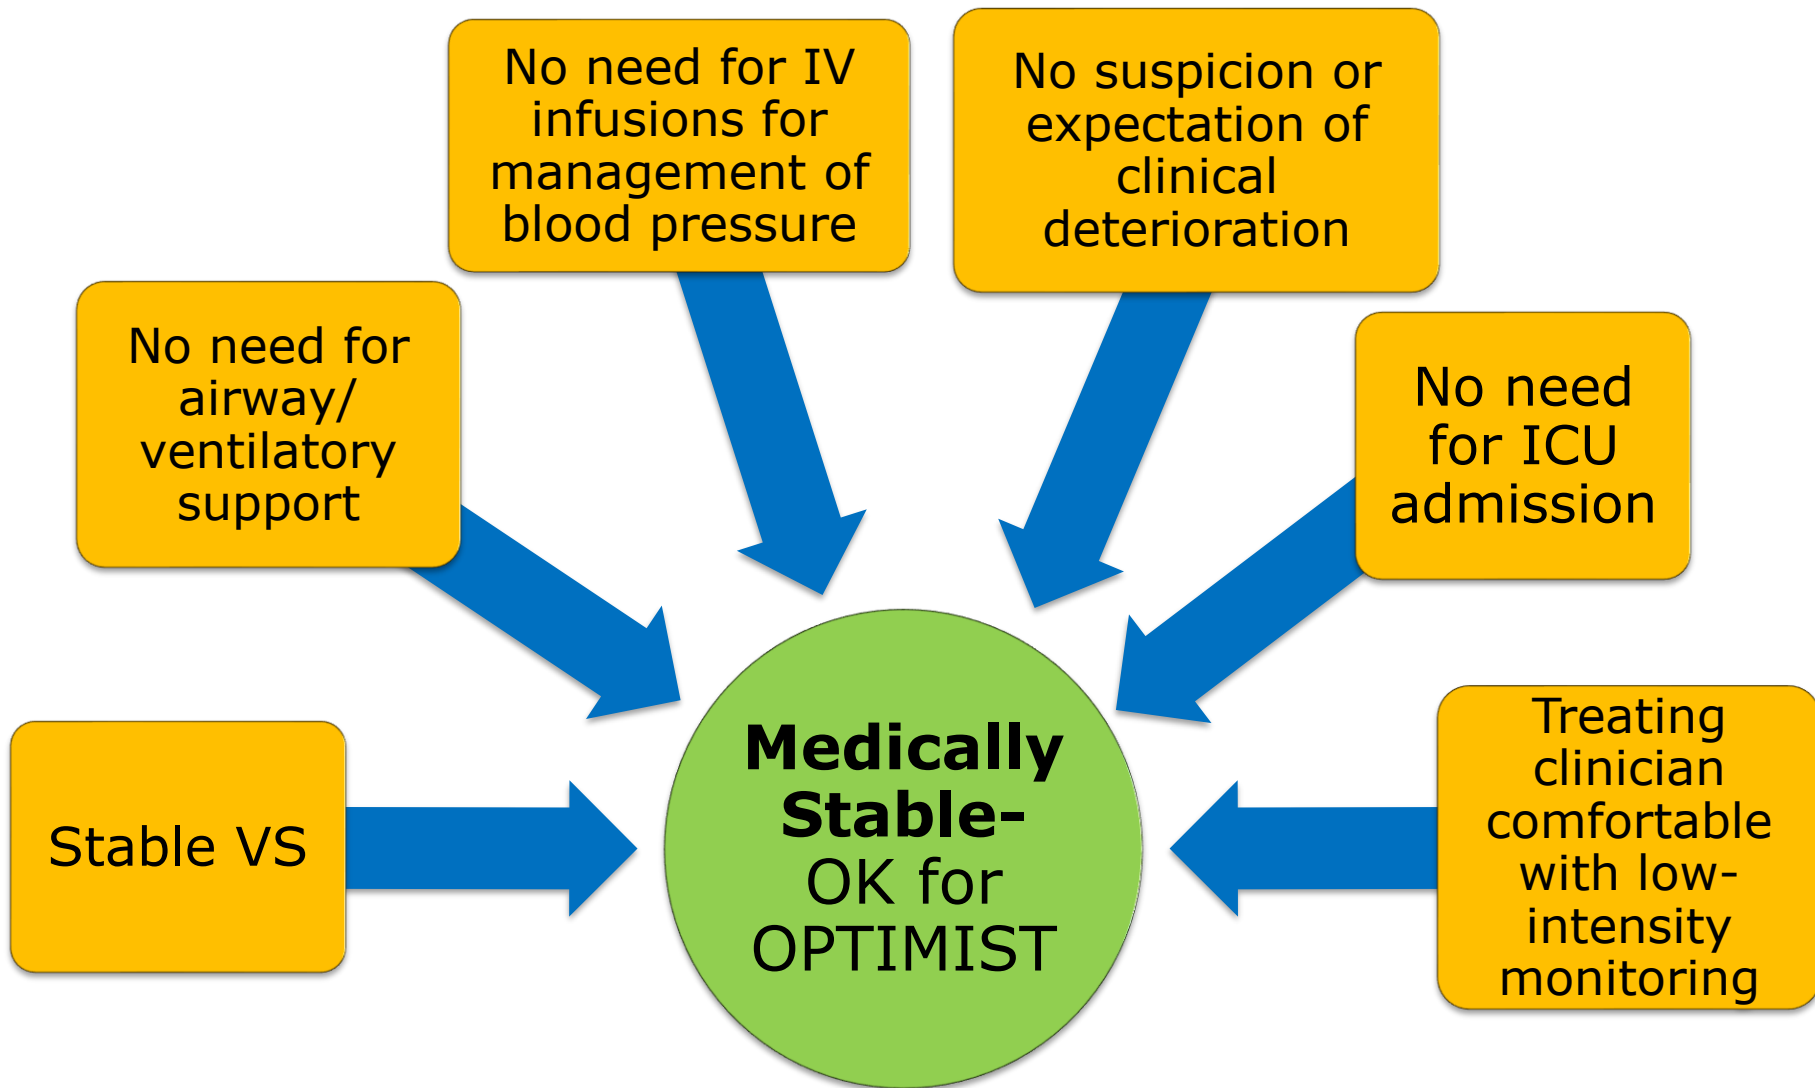 No need for IV
infusions for
management of
blood pressure
No suspicion or
expectation of
clinical
deterioration
No need for
airway/
ventilatory
support
No need
for ICU
admission
Stable VS
Medically
Stable-
OK for
OPTIMIST
Treating
clinician
comfortable
with low-
intensity
monitoring